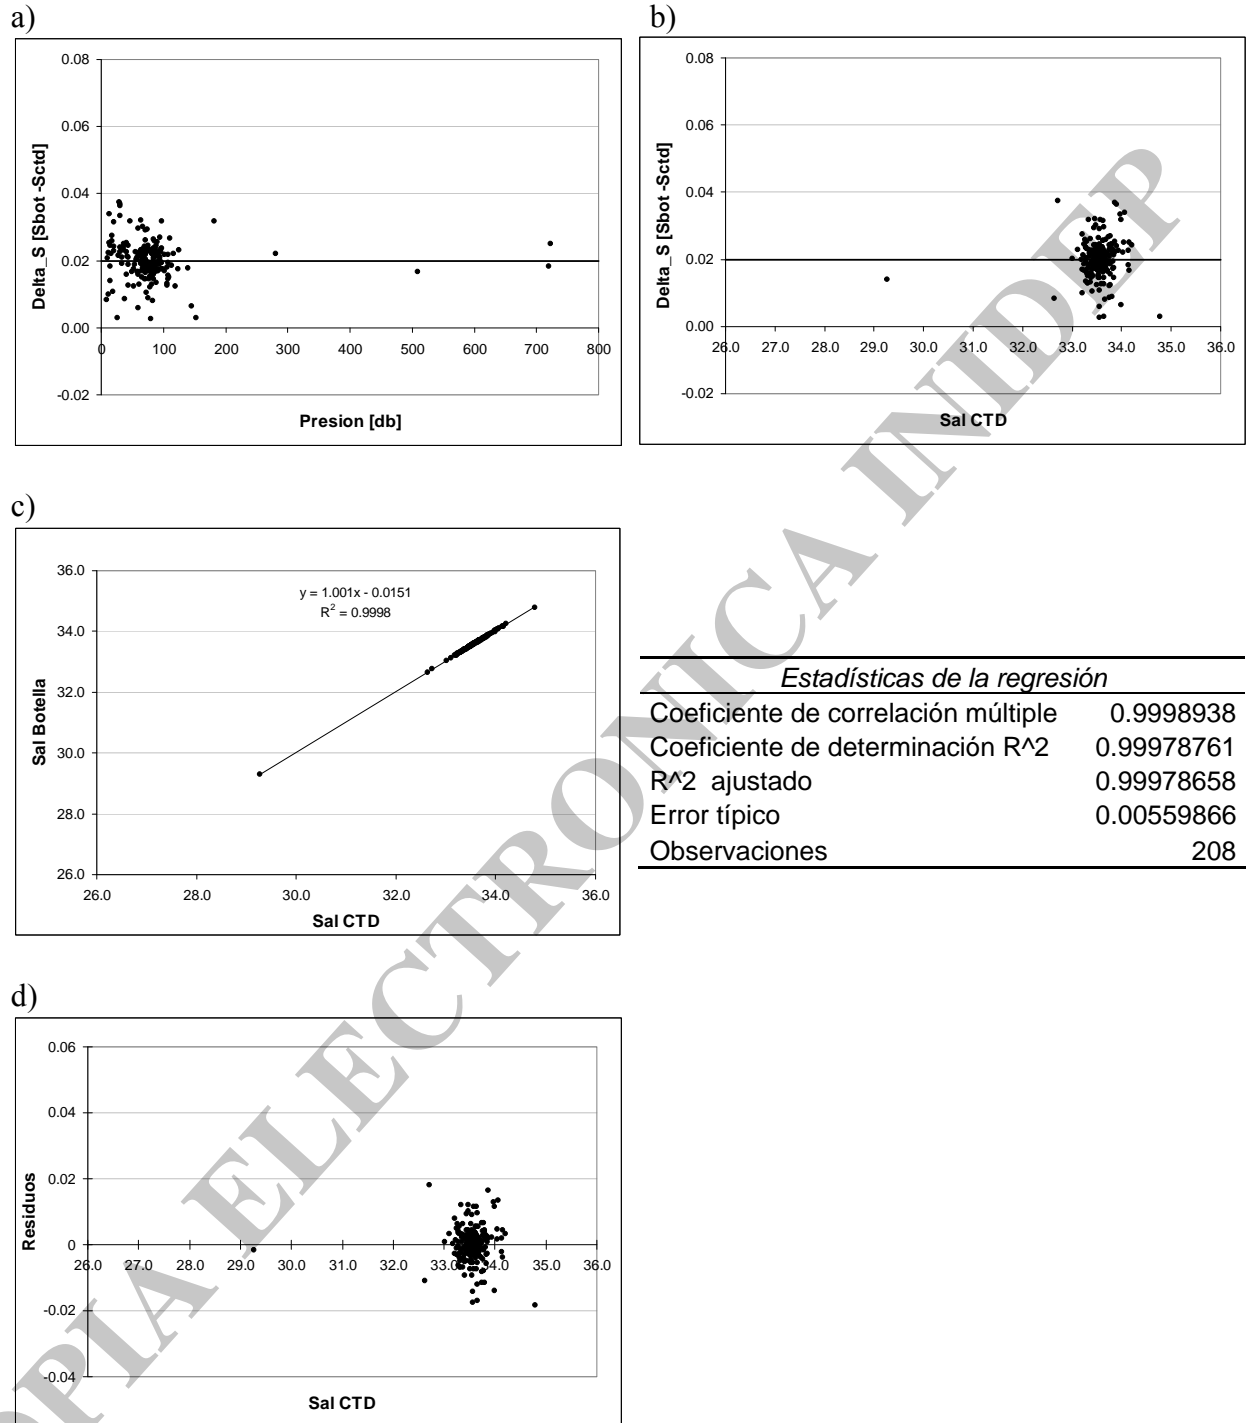 a)
0.08
0.06
0.04
0.02
0.00
-0.02
0 100 200 300 400 500 600 700 800
Delta_S [Sbot -Sctd]
Presion [db]
b)
0.08
0.06
0.04
0.02
0.00
-0.02
26.0 27.0 28.0 29.0 30.0 31.0 32.0 33.0 34.0 35.0 36.0
Delta_S [Sbot -Sctd]
Sal CTD
c)
y = 1.001x - 0.0151
R² = 0.9998
36.0
34.0
32.0
30.0
28.0
26.0
26.0 28.0 30.0 32.0 34.0 36.0
Sal Botella
Sal CTD
Estadísticas de la regresión
Coeficiente de correlación múltiple 0.9998938
Coeficiente de determinación R^2 0.99978761
R^2 ajustado 0.99978658
Error típico 0.00559866
Observaciones 208
d)
0.06
0.04
0.02
0
-0.02
-0.04
26.0 27.0 28.0 29.0 30.0 31.0 32.0 33.0 34.0 35.0 36.0
Residuos
Sal CTD
OPIA ELECTRONICA INIDEP